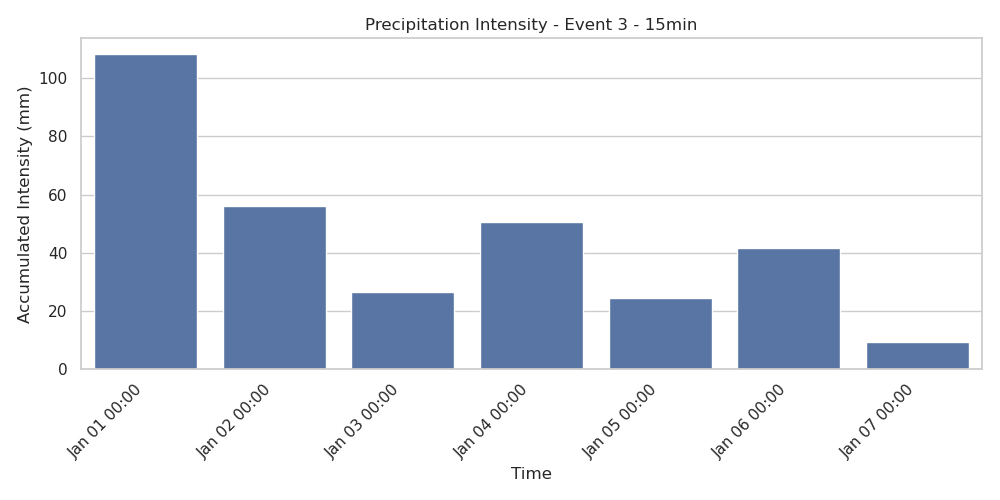 Precipitation Intensity - Event 3 - 15min
Accumulated Intensity (mm)
100
80
60
40
20
0
Jan 01 00:00
Jan 02 00:00
Jan 03 00:00
Jan 04 00:00
Jan 05 00:00
Jan 06 00:00
Jan 07 00:00
Time